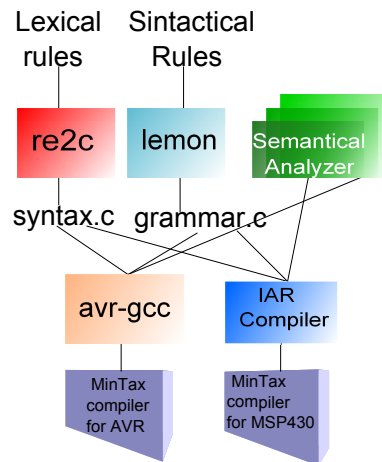 Lexical
rules
Sintactical
Rules
re2c
lemon
Semantical
Analyzer
syntax.c
grammar.c
avr-gcc
IAR
Compiler
MinTax
compiler
for AVR
MinTax
compiler
for MSP430